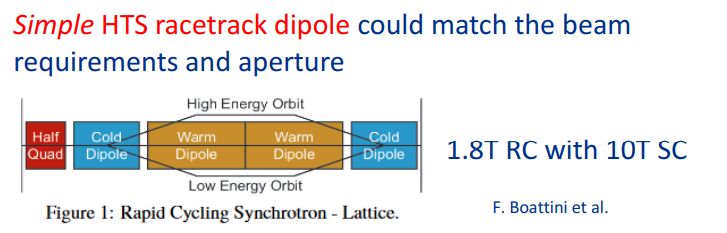 Simple HTS racetrack dipole could match the beam
requirements and aperture
High Energy Orbit
Half
Quad
Cold
Dipole
Warm
Dipole
Warm
Dipole
Cold
Dipole
Low Energy Orbit
1.8T RC with 10T SC
Figure 1: Rapid Cycling Synchrotron - Lattice.
F. Boattini et al.